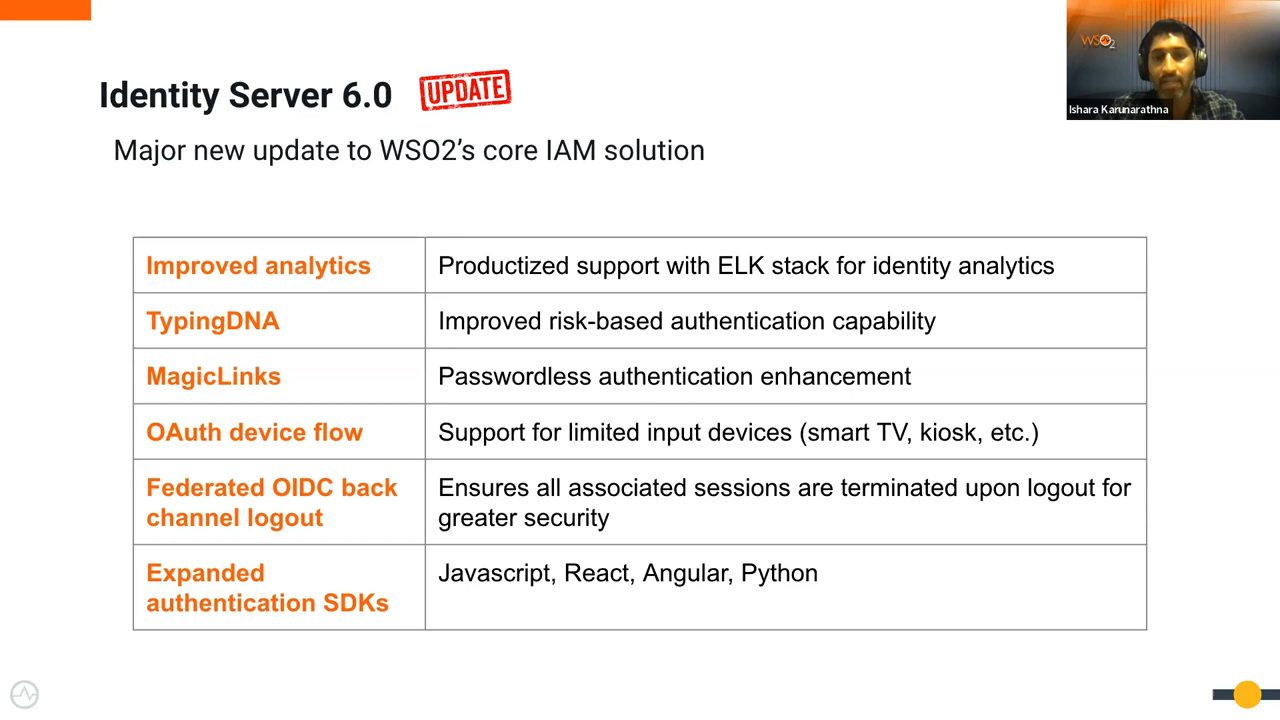 WSO2
Ishara Karunarathna
Identity Server 6.0
UPDATE
Major new update to WSO2’s core IAM solution
Improved analytics
Productized support with ELK stack for identity analytics
TypingDNA
Improved risk-based authentication capability
MagicLinks
Passwordless authentication enhancement
OAuth device flow
Support for limited input devices (smart TV, kiosk, etc.)
Federated OIDC back
channel logout
Ensures all associated sessions are terminated upon logout for
greater security
Expanded
authentication SDKs
Javascript, React, Angular, Python